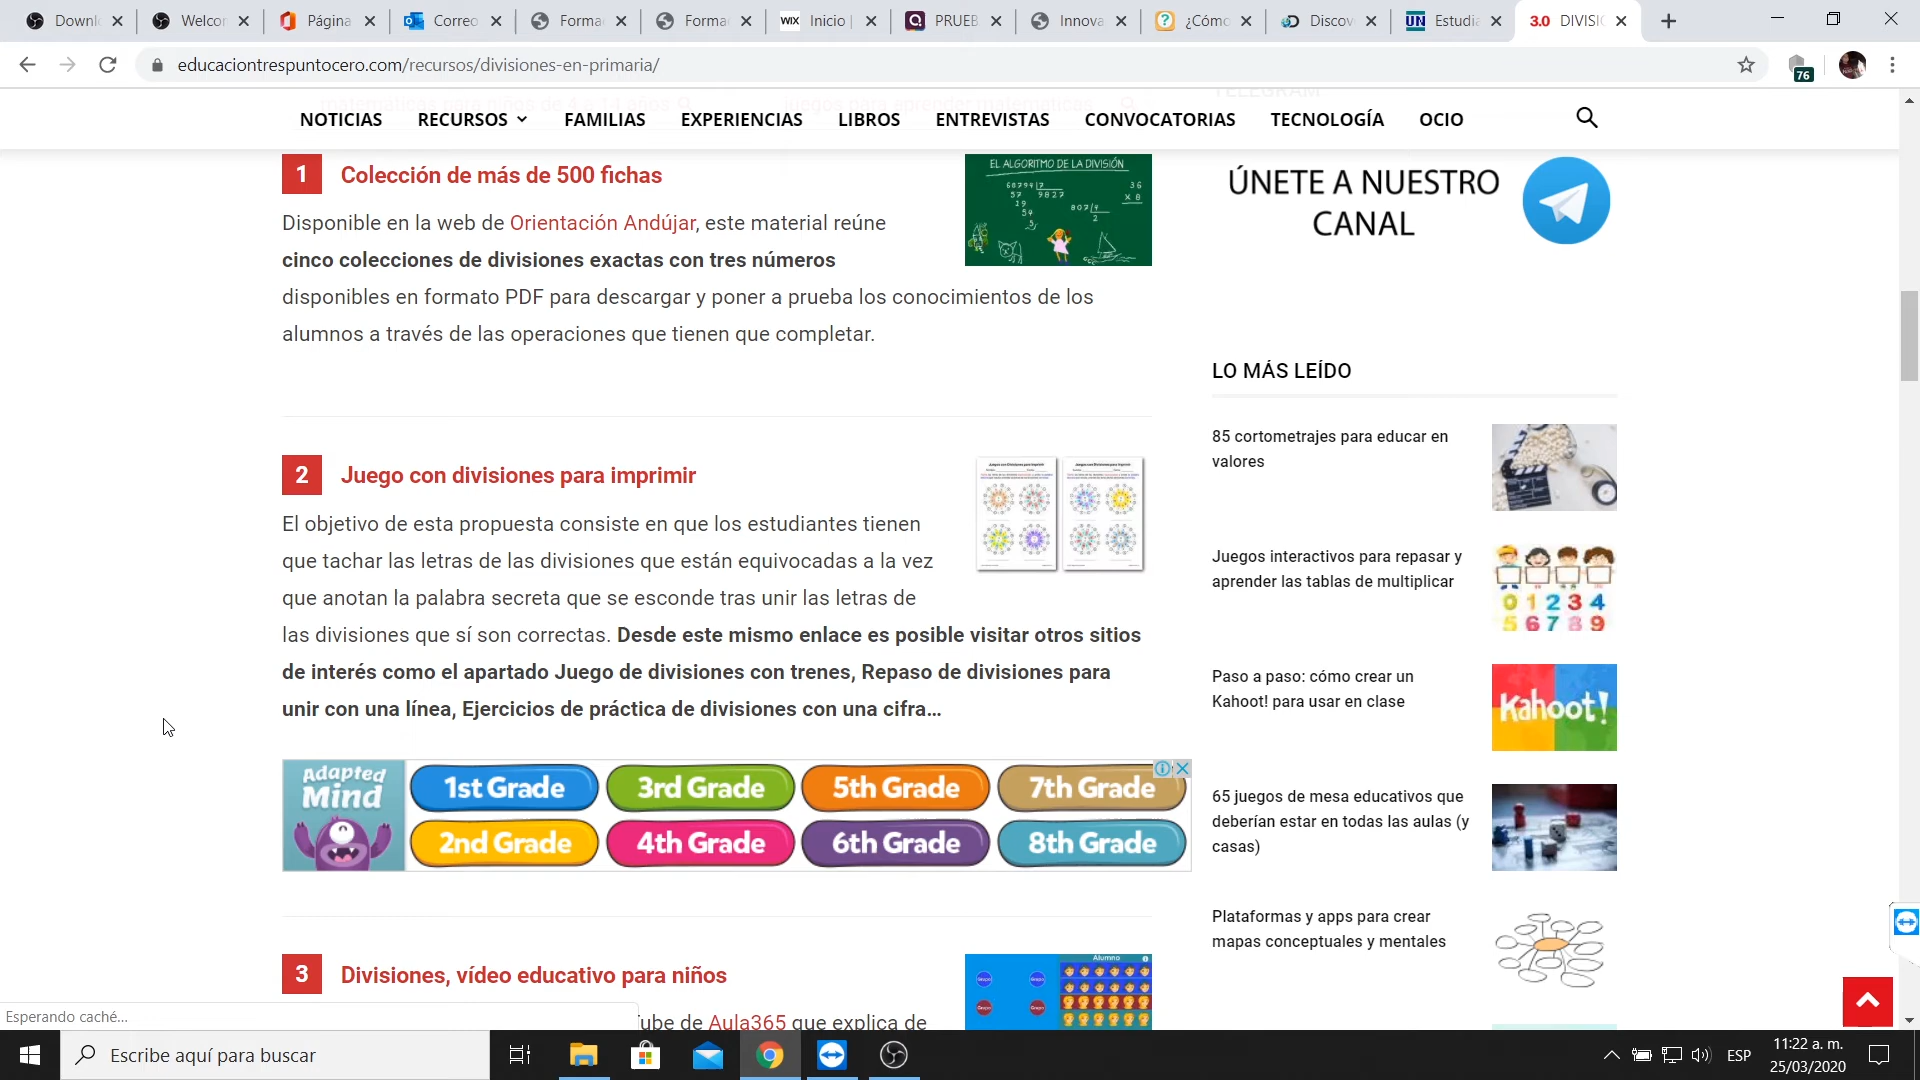 Downl
Welcor
Página
Correo
Forma
Forma
Inicio |
PRUEB
Innova
¿Cómo
Discov
Estudia
DIVISIO
educaciontrespuntocero.com/recursos/divisiones-en-primaria/
76
NOTICIAS
RECURSOS
FAMILIAS
EXPERIENCIAS
LIBROS
ENTREVISTAS
CONVOCATORIAS
TECNOLOGÍA
OCIO
1 Colección de más de 500 fichas
Disponible en la web de Orientación Andújar, este material reúne
cinco colecciones de divisiones exactas con tres números
disponibles en formato PDF para descargar y poner a prueba los conocimientos de los
alumnos a través de las operaciones que tienen que completar.
EL ALGORITMO DE LA DIVISIÓN
ÚNETE A NUESTRO
CANAL
2 Juego con divisiones para imprimir
El objetivo de esta propuesta consiste en que los estudiantes tienen
que tachar las letras de las divisiones que están equivocadas a la vez
que anotan la palabra secreta que se esconde tras unir las letras de
las divisiones que sí son correctas. Desde este mismo enlace es posible visitar otros sitios
de interés como el apartado Juego de divisiones con trenes, Repaso de divisiones para
unir con una línea, Ejercicios de práctica de divisiones con una cifra...
Adapted
Mind
1st Grade
3rd Grade
5th Grade
7th Grade
2nd Grade
4th Grade
6th Grade
8th Grade
3 Divisiones, vídeo educativo para niños
Tube de Aula365 que explica de
Alumno
LO MÁS LEÍDO
85 cortometrajes para educar en
valores
Juegos interactivos para repasar y
aprender las tablas de multiplicar
0 1 2 3 4
5 6 7 8 9
Paso a paso: cómo crear un
Kahoot! para usar en clase
Kahoot!
65 juegos de mesa educativos que
deberían estar en todas las aulas (y
casas)
Plataformas y apps para crear
mapas conceptuales y mentales
Esperando caché...
Escribe aquí para buscar
ESP
11:22 a. m.
25/03/2020